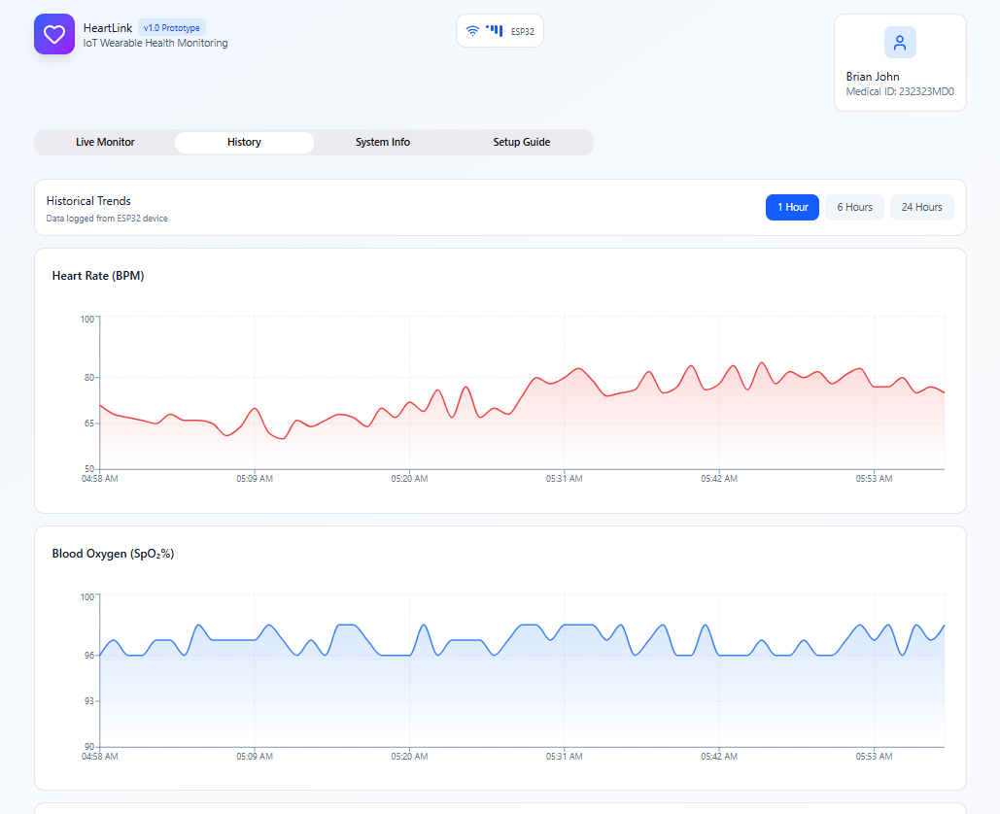 HeartLink v1.0 Prototype
IoT Wearable Health Monitoring
ESP32
Brian John
Medical ID: 232323MD0
Live Monitor History System Info Setup Guide
Historical Trends
Data logged from ESP32 device
1 Hour 6 Hours 24 Hours
Heart Rate (BPM)
100
80
65
50
04:58 AM 05:09 AM 05:20 AM 05:31 AM 05:42 AM 05:53 AM
Blood Oxygen (SpO₂%)
100
96
93
90
04:58 AM 05:09 AM 05:20 AM 05:31 AM 05:42 AM 05:53 AM